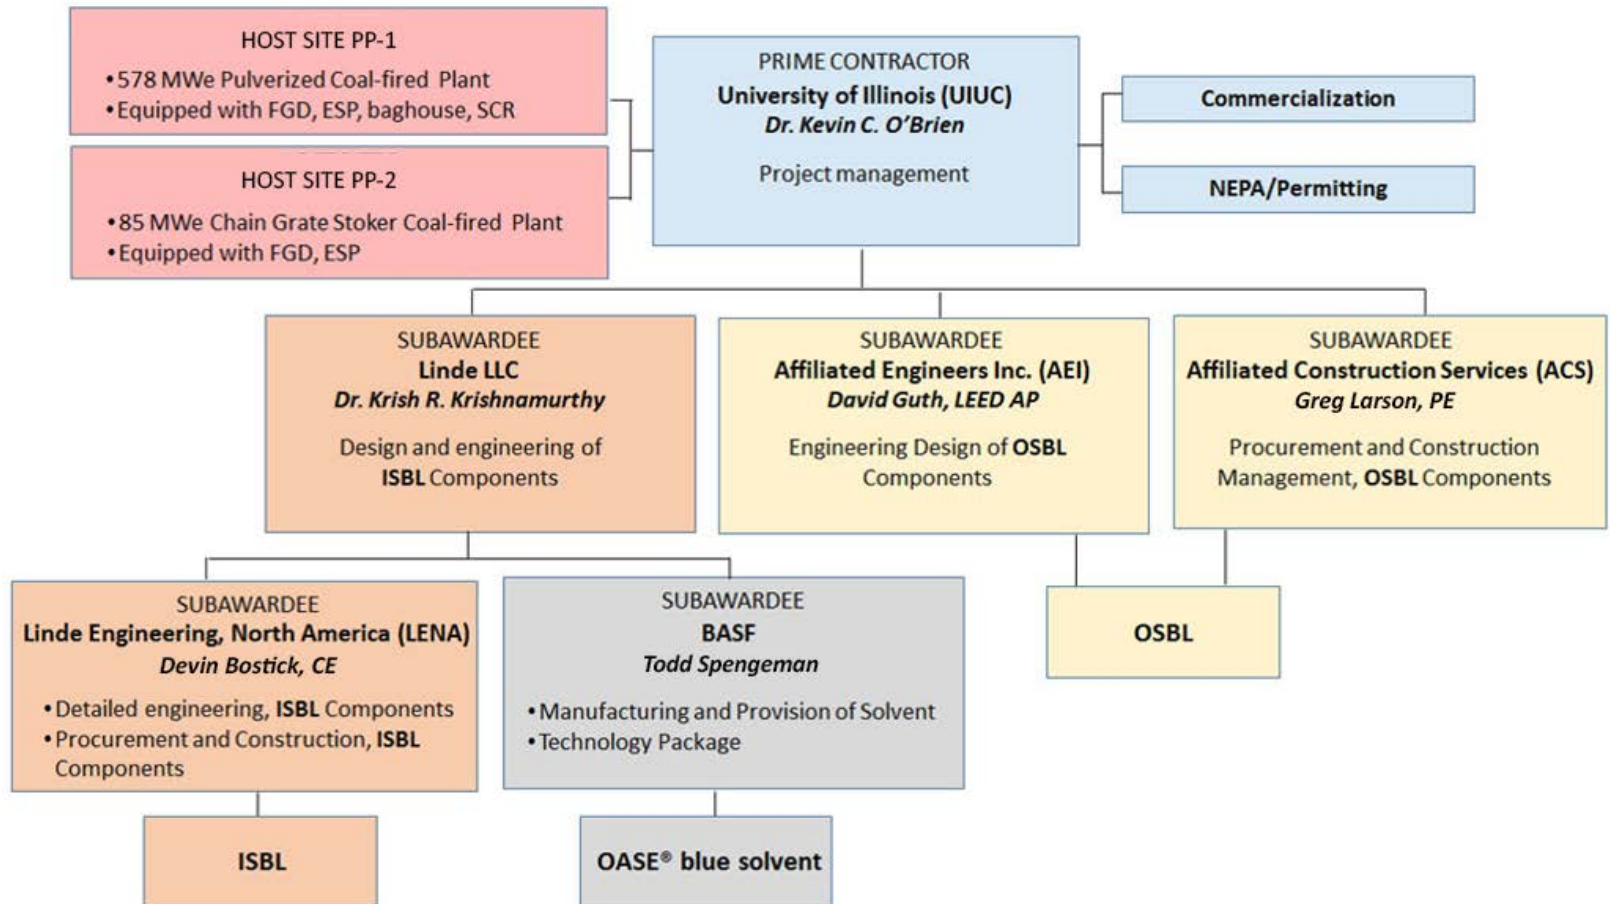 HOST SITE PP-1
•578 MWe Pulverized Coal-fired Plant
•Equipped with FGD, ESP, baghouse, SCR
HOST SITE PP-2
•85 MWe Chain Grate Stoker Coal-fired Plant
•Equipped with FGD, ESP
PRIME CONTRACTOR
University of Illinois (UIUC)
Dr. Kevin C. O’Brien
Project management
Commercialization
NEPA/Permitting
SUBAWARDEE
Linde LLC
Dr. Krish R. Krishnamurthy
Design and engineering of
ISBL Components
SUBAWARDEE
Affiliated Engineers Inc. (AEI)
David Guth, LEED AP
Engineering Design of OSBL
Components
SUBAWARDEE
Affiliated Construction Services (ACS)
Greg Larson, PE
Procurement and Construction
Management, OSBL Components
SUBAWARDEE
Linde Engineering, North America (LENA)
Devin Bostick, CE
•Detailed engineering, ISBL Components
•Procurement and Construction, ISBL
Components
SUBAWARDEE
BASF
Todd Spengeman
•Manufacturing and Provision of Solvent
•Technology Package
OSBL
ISBL
OASE® blue solvent